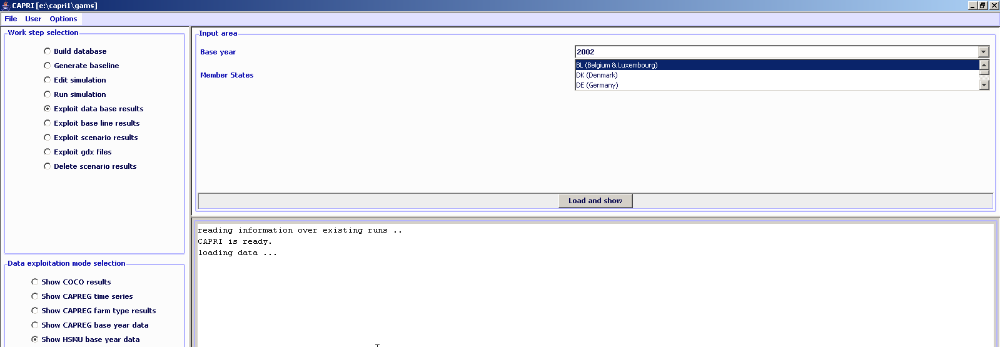 CAPRI [e:\capri1\gams]
File User Options
Work step selection
Build database
Generate baseline
Edit simulation
Run simulation
Exploit data base results
Exploit base line results
Exploit scenario results
Exploit gdx files
Delete scenario results
Data exploitation mode selection
Show COCO results
Show CAPREG time series
Show CAPREG farm type results
Show CAPREG base year data
Show HSMU base year data
Input area
Base year
2002
Member States
BL (Belgium & Luxembourg)
DK (Denmark)
DE (Germany)
Load and show
reading information over existing runs ..
CAPRI is ready.
loading data ...